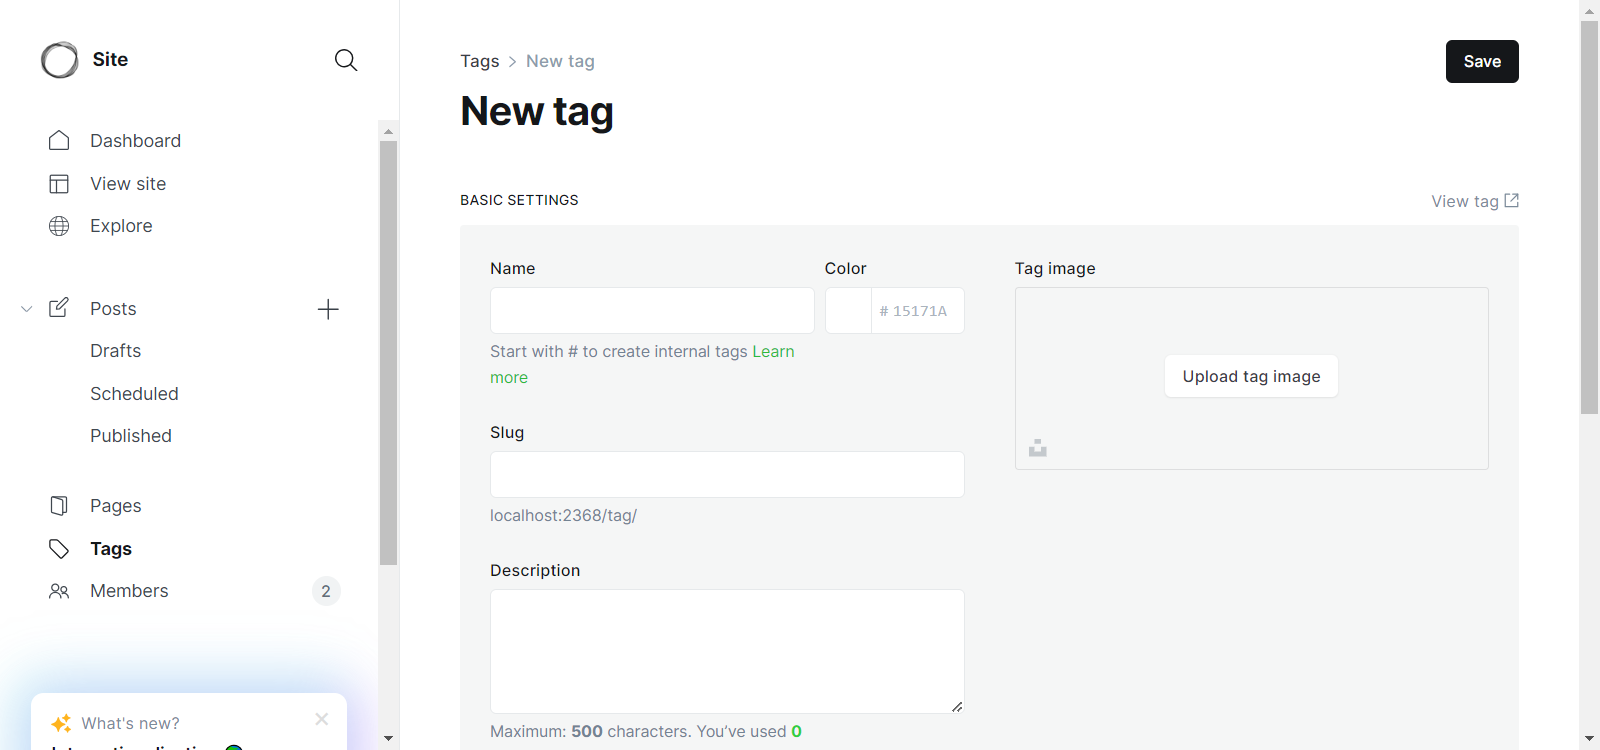 Site
Dashboard
View site
Explore
Posts
Drafts
Scheduled
Published
Pages
Tags
Members
2
What's new?
Tags > New tag
Save
New tag
BASIC SETTINGS
View tag
Name
Start with # to create internal tags Learn
more
Color
# 15171A
Slug
localhost:2368/tag/
Description
Maximum: 500 characters. You've used 0
Tag image
Upload tag image